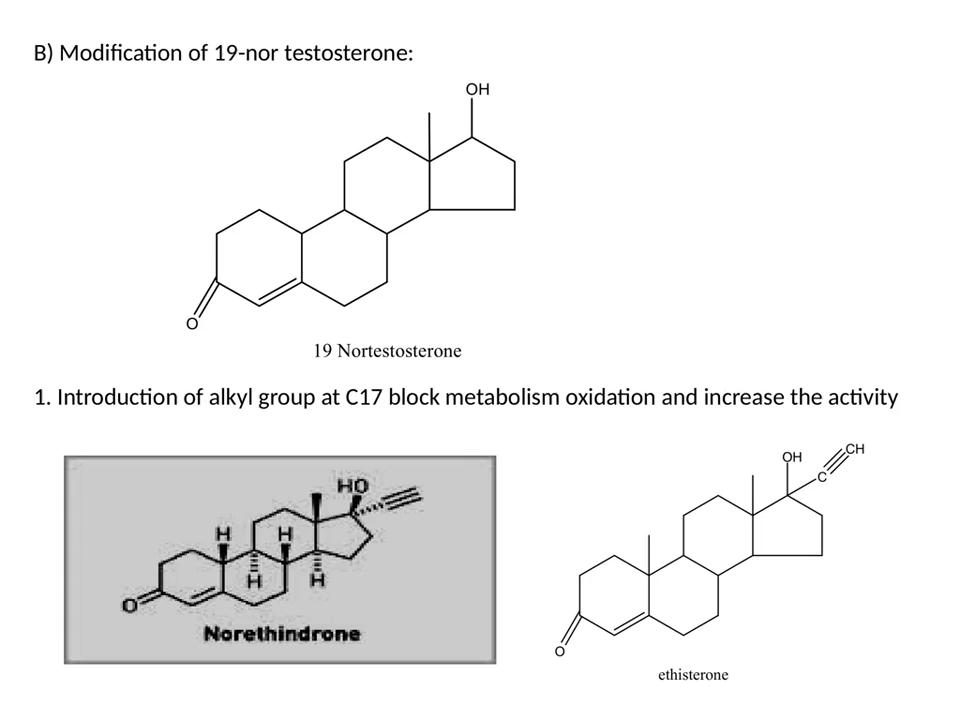 B) Modification of 19-nor testosterone:
OH
O
19 Nortestosterone
1. Introduction of alkyl group at C17 block metabolism oxidation and increase the activity
HO
H H
H H
O
Norethindrone
OH
C CH
O
ethisterone